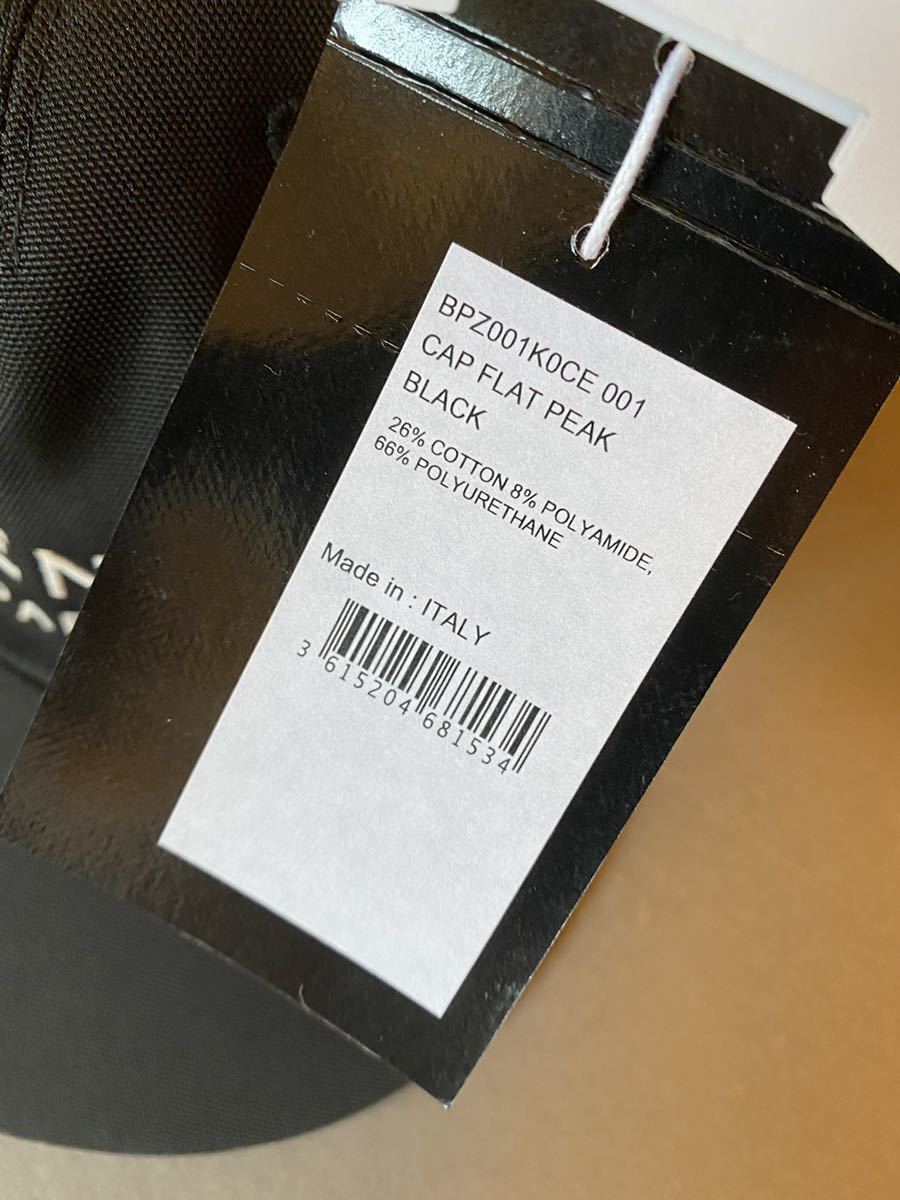 BPZ001K0CE 001
CAP FLAT PEAK
BLACK
26% COTTON 8% POLYAMIDE,
66% POLYURETHANE
Made in : ITALY
3 615204 681534